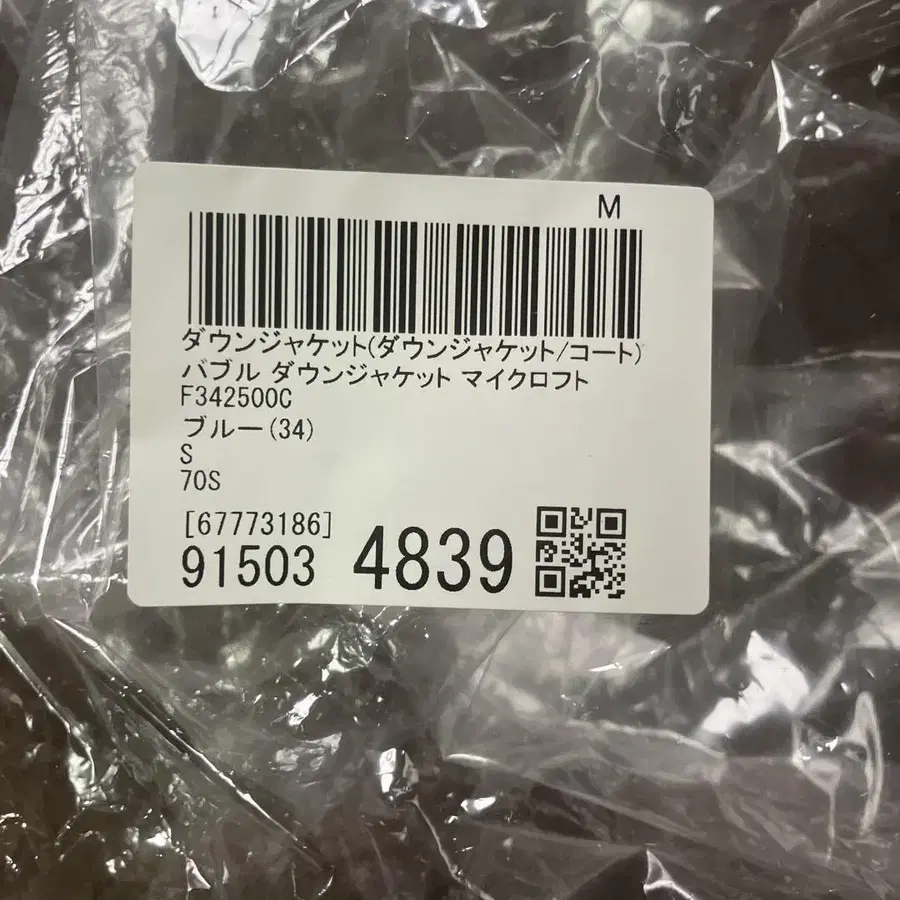 M
ダウンジャケット(ダウンジャケット/コート)
バブル ダウンジャケット マイクロフト
F342500C
ブルー(34)
S
70S
[67773186]
91503 4839